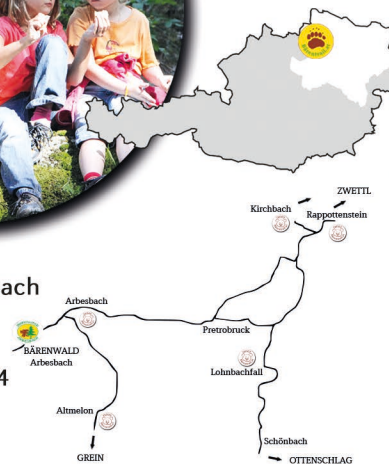 ZWETTL
Kirchbach
Rappottenstein
ach
Arbesbach
Pretrobruck
BÄRENWALD
Arbesbach
Lohnbachfall
4
Altmelon
Schönbach
GREIN
OTTENSCHLAG